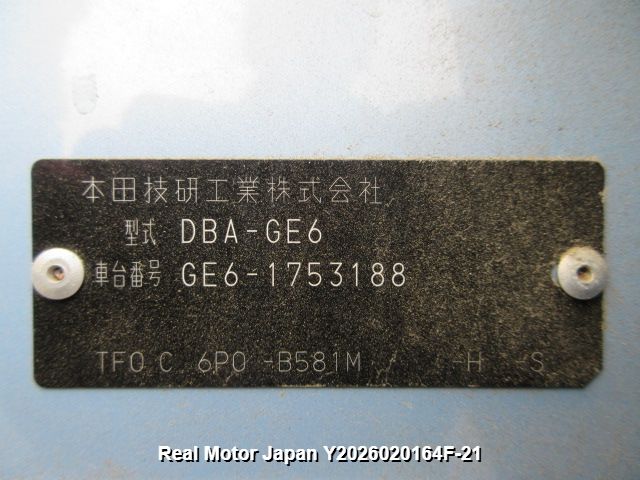 本田技研工業株式会社
型式 DBA-GE6
車台番号 GE6-1753188
TFO C 6PO -B581M / -H -S
Real Motor Japan Y2026020164F-21